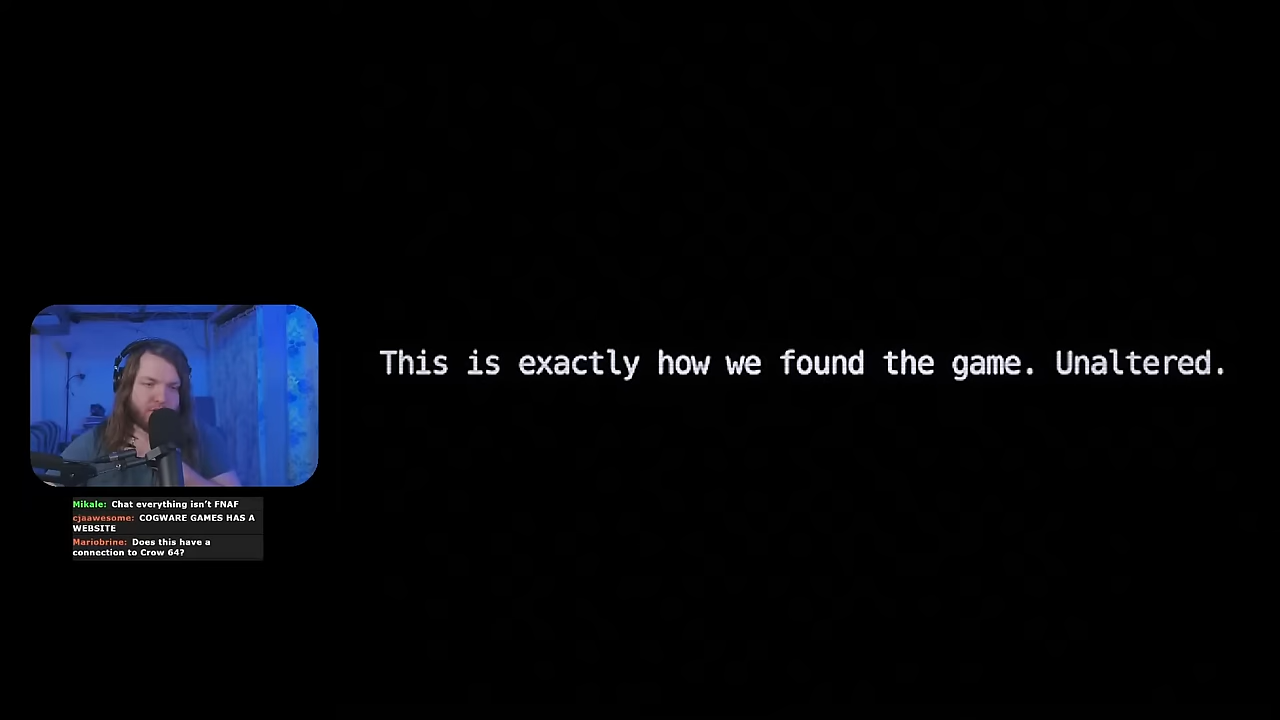 This is exactly how we found the game. Unaltered.
Mikale: Chat everything isn't FNAF
cjaawesome: COGWARE GAMES HAS A
WEBSITE
Mariobrine: Does this have a
connection to Crow 64?